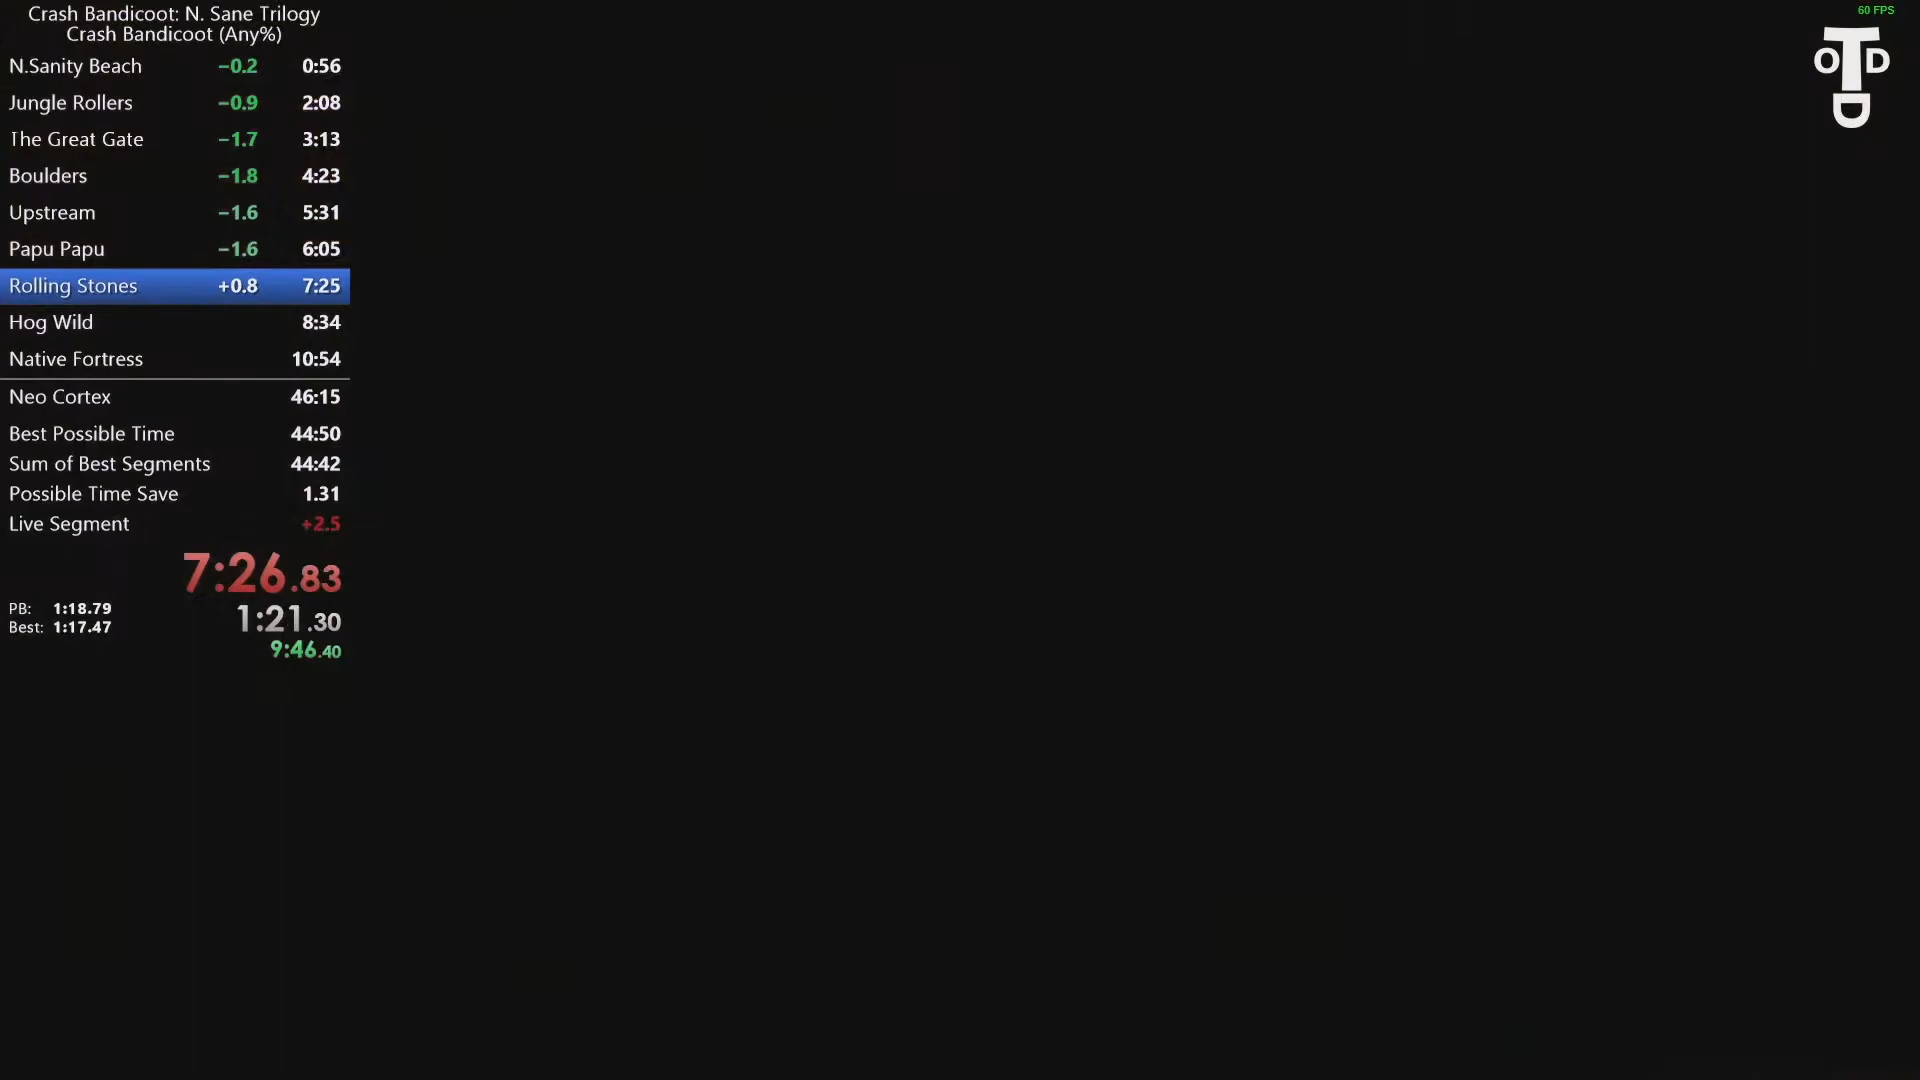 Crash Bandicoot: N. Sane Trilogy
Crash Bandicoot (Any%)
60 FPS
O T D
D
N.Sanity Beach −0.2 0:56
Jungle Rollers −0.9 2:08
The Great Gate −1.7 3:13
Boulders −1.8 4:23
Upstream −1.6 5:31
Papu Papu −1.6 6:05
Rolling Stones +0.8 7:25
Hog Wild 8:34
Native Fortress 10:54
Neo Cortex 46:15
Best Possible Time 44:50
Sum of Best Segments 44:42
Possible Time Save 1.31
Live Segment +2.5
7:26.83
PB: 1:18.79
Best: 1:17.47
1:21.30
9:46.40